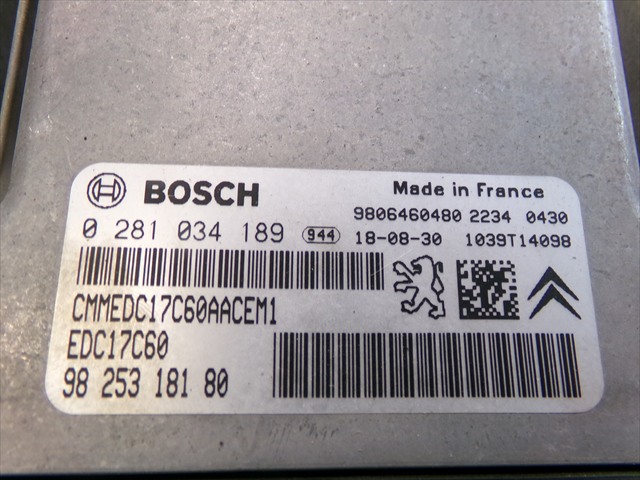 BOSCH
Made in France
9806460480 2234 0430
0 281 034 189 944 18-08-30 1039T14098
CMMEDC17C60AACEM1
EDC17C60
98 253 181 80